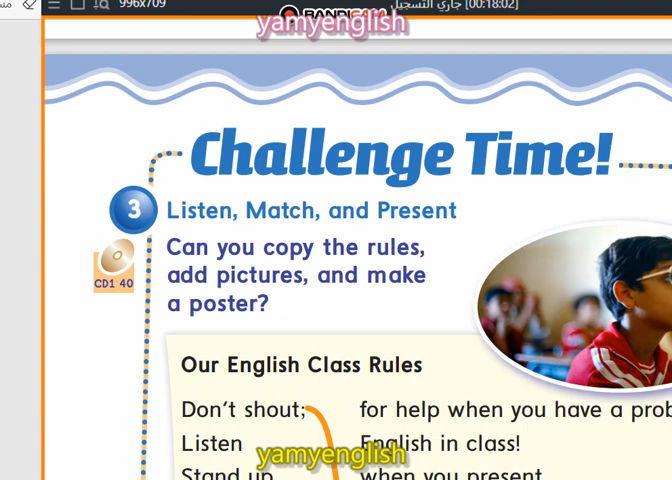 996x709
جاري التسجيل [00:18:02]
yamyenglish
Challenge Time!
3
Listen, Match, and Present
CD1 40
Can you copy the rules,
add pictures, and make
a poster?
Our English Class Rules
Don't shout; for help when you have a prob
Listen English in class!
Stand up when you present
yamyenglish